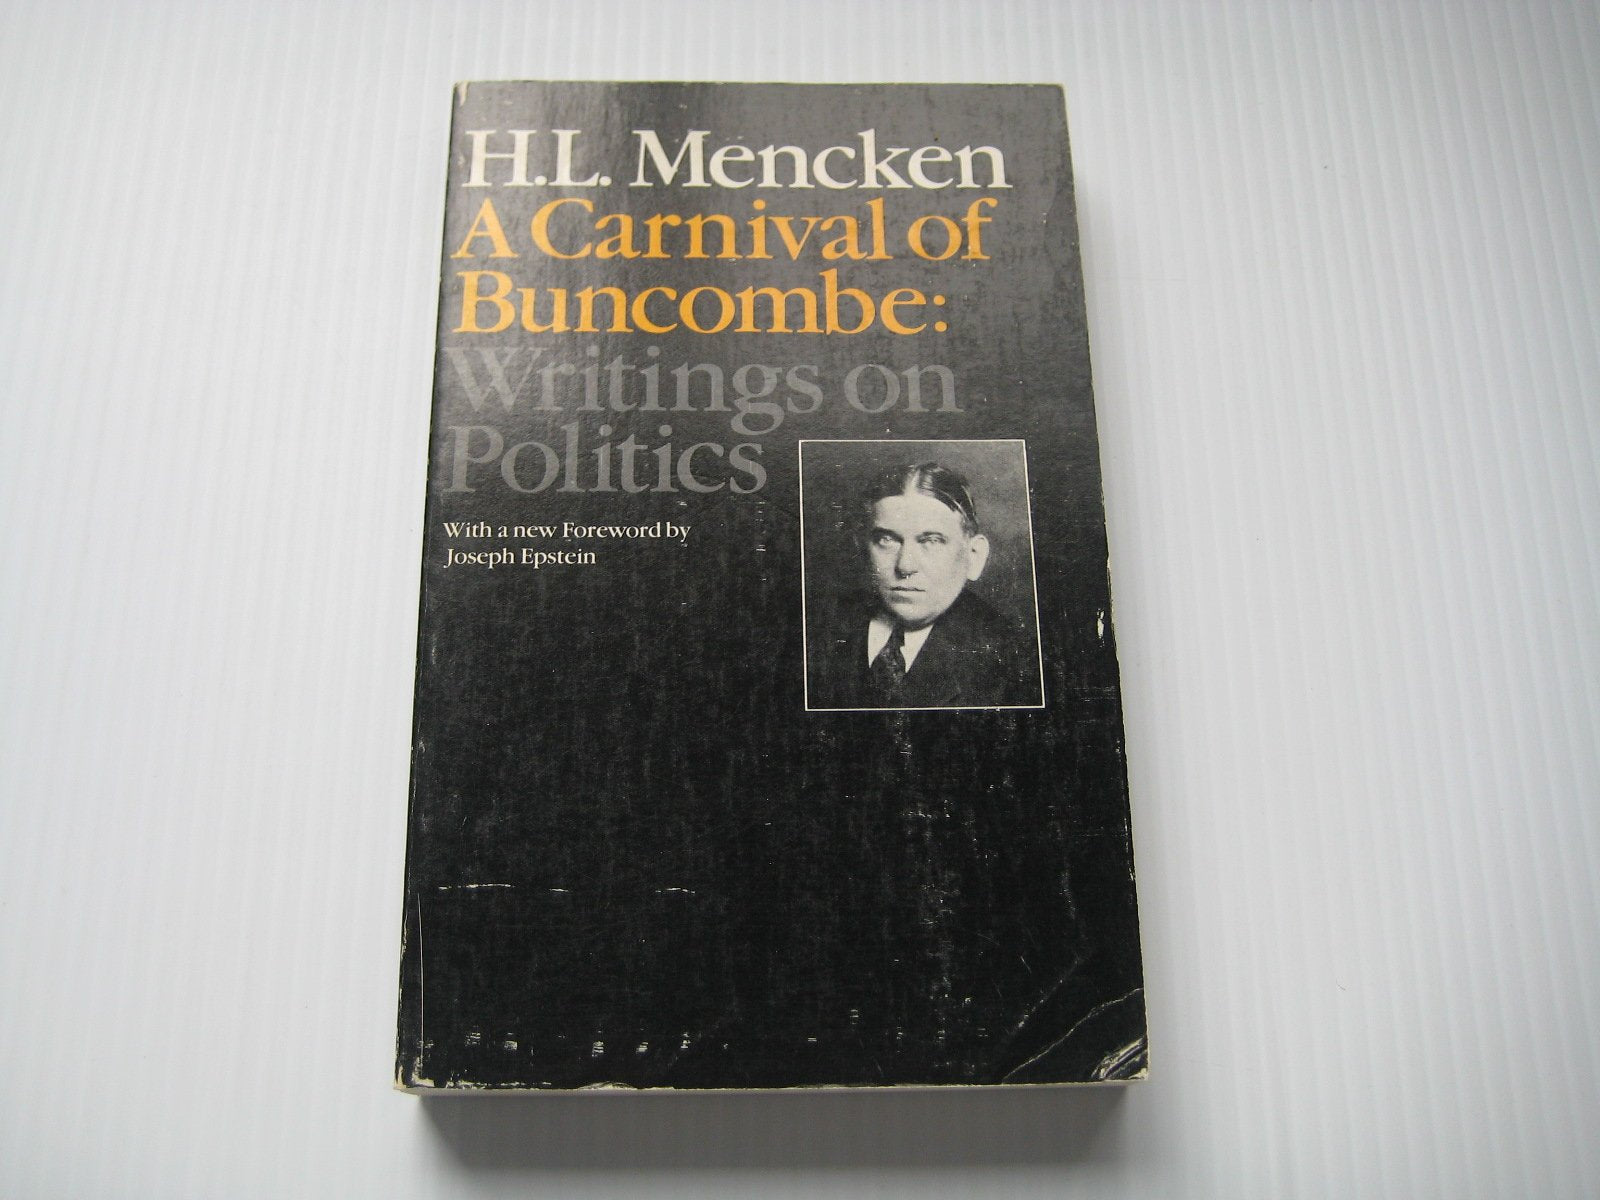 H.L. Mencken
A Carnival of
Buncombe:
Writings on
Politics
With a new Foreword by
Joseph Epstein